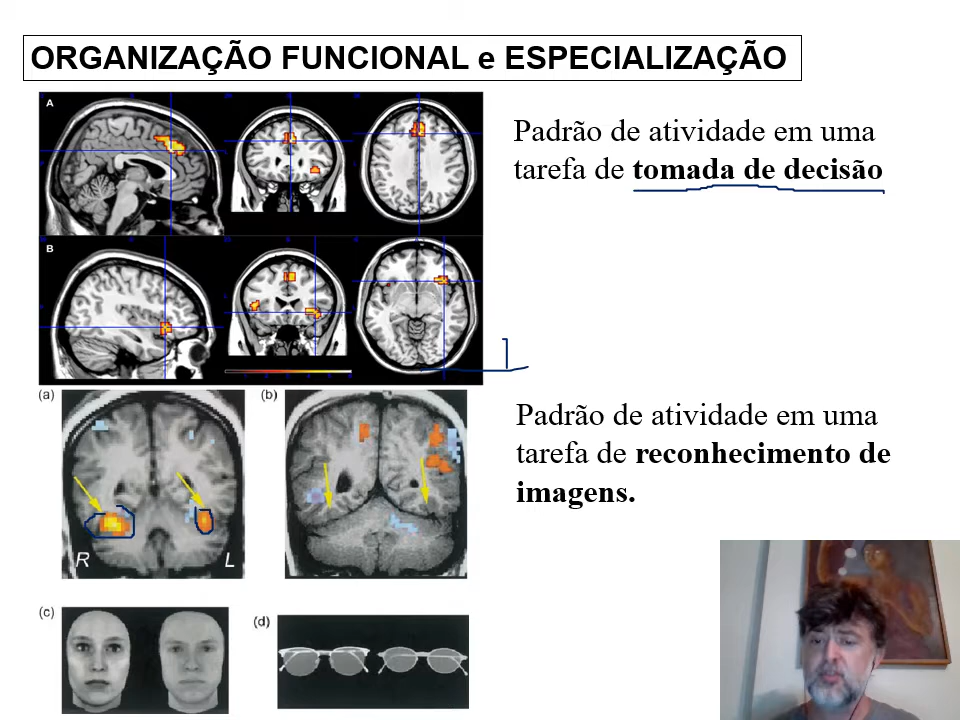 ORGANIZAÇÃO FUNCIONAL e ESPECIALIZAÇÃO
A
Padrão de atividade em uma
tarefa de tomada de decisão
B
(a)
(b)
Padrão de atividade em uma
tarefa de reconhecimento de
imagens.
R
L
(c)
(d)